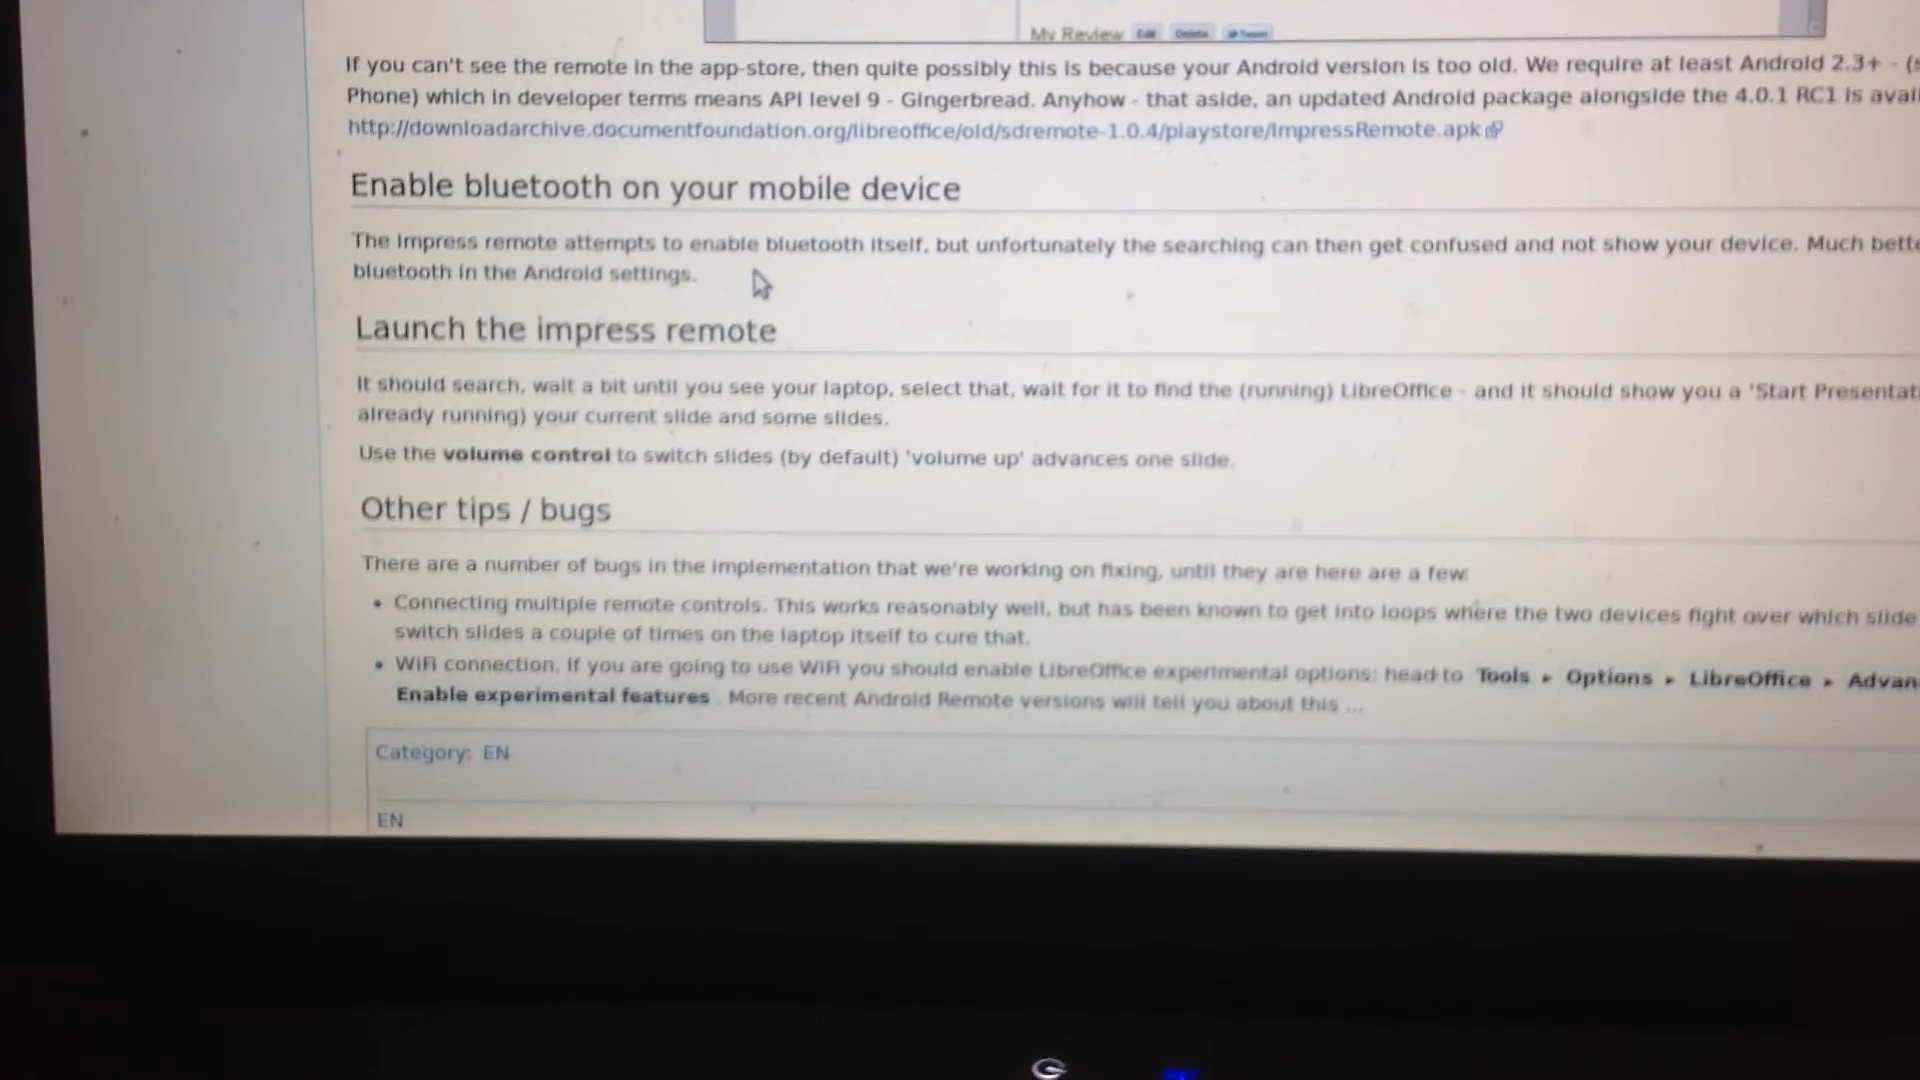 My Review Edit Delete Tweet
If you can't see the remote in the app-store, then quite possibly this is because your Android version is too old. We require at least Android 2.3+ - (s
Phone) which in developer terms means API level 9 - Gingerbread. Anyhow - that aside, an updated Android package alongside the 4.0.1 RC1 is avai
http://downloadarchive.documentfoundation.org/libreoffice/old/sdremote-1.0.4/playstore/ImpressRemote.apk
Enable bluetooth on your mobile device
The Impress remote attempts to enable bluetooth itself, but unfortunately the searching can then get confused and not show your device. Much bette
bluetooth in the Android settings.
Launch the impress remote
It should search, wait a bit until you see your laptop, select that, wait for it to find the (running) LibreOffice - and it should show you a 'Start Presentati
already running) your current slide and some slides.
Use the volume control to switch slides (by default) 'volume up' advances one slide.
Other tips / bugs
There are a number of bugs in the implementation that we're working on fixing, until they are here are a few:
• Connecting multiple remote controls. This works reasonably well, but has been known to get into loops where the two devices fight over which slide
switch slides a couple of times on the laptop itself to cure that.
• WiFi connection. If you are going to use WiFi you should enable LibreOffice experimental options: head to Tools ▸ Options ▸ LibreOffice ▸ Advan
Enable experimental features . More recent Android Remote versions will tell you about this ...
Category: EN
EN